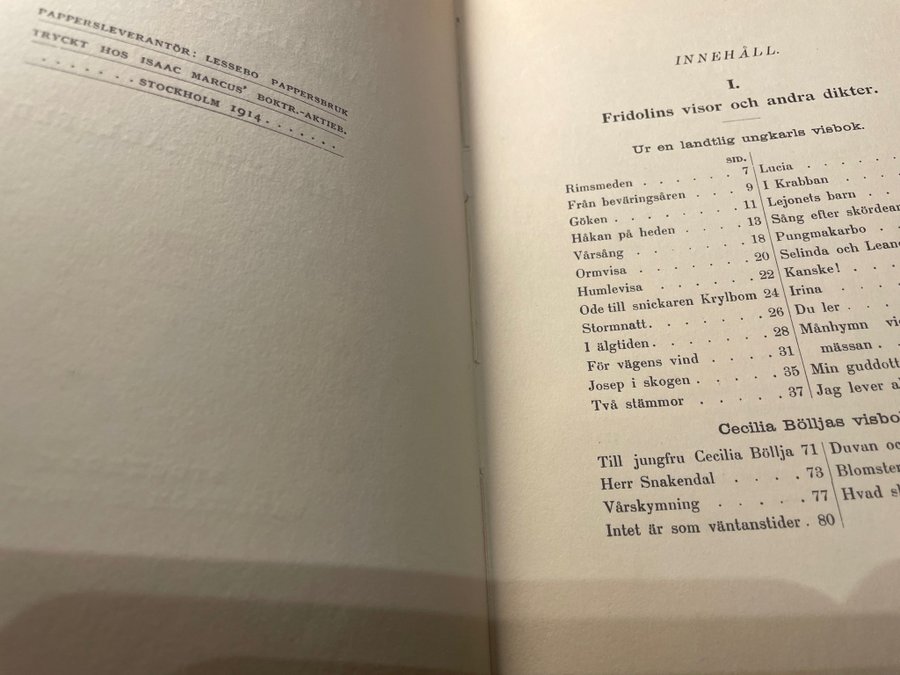 PAPPERSLEVERANTÖR: LESSEBO PAPPERSBRUK
TRYCKT HOS ISAAC MARCUS' BOKTR.-AKTIEB.
. . . . . . . STOCKHOLM 1914. . . . . . .
INNEHÅLL.
I.
Fridolins visor och andra dikter.
Ur en landtlig ungkarls visbok.
SID.
Rimsmeden . . . . . . . 7
Från beväringsåren . . . 9
Göken . . . . . . . . 11
Håkan på heden . . . . 13
Vårsång . . . . . . . 18
Ormvisa . . . . . . . 20
Humlevisa . . . . . . 22
Ode till snickaren Krylbom 24
Stormnatt. . . . . . . 26
I älgtiden. . . . . . . 28
För vägens vind . . . . 31
Josep i skogen . . . . . 35
Två stämmor . . . . . 37
Lucia . . . . .
I Krabban . . . .
Lejonets barn . . .
Sång efter
Pungmakarbo . .
Selinda och
Kanske! . . . .
Irina . . . . .
Du ler . . . .
Månhymn
mässan . .
Min
Jag lever
Cecilia Bölljas
Till jungfru Cecilia Böllja 71
Herr Snakendal . . . . 73
Vårskymning . . . . . 77
Intet är som väntanstider . 80
Duvan
Hvad